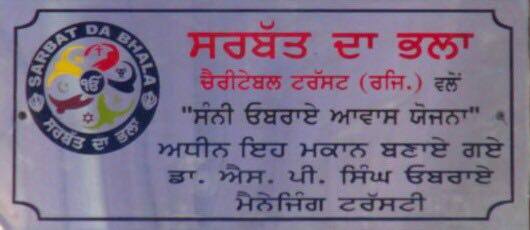 SARBAT DA BHALA
ੴ
ਸਰਬੱਤ ਦਾ ਭਲਾ
ਸਰਬੱਤ ਦਾ ਭਲਾ
ਚੈਰੀਟੇਬਲ ਟਰੱਸਟ (ਰਜਿ.) ਵਲੋਂ
"ਸੰਨੀ ਓਬਰਾਏ ਆਵਾਸ ਯੋਜਨਾ"
ਅਧੀਨ ਇਹ ਮਕਾਨ ਬਣਾਏ ਗਏ
ਡਾ. ਐਸ. ਪੀ. ਸਿੰਘ ਓਬਰਾਏ
ਮੈਨੇਜਿੰਗ ਟਰੱਸਟੀ